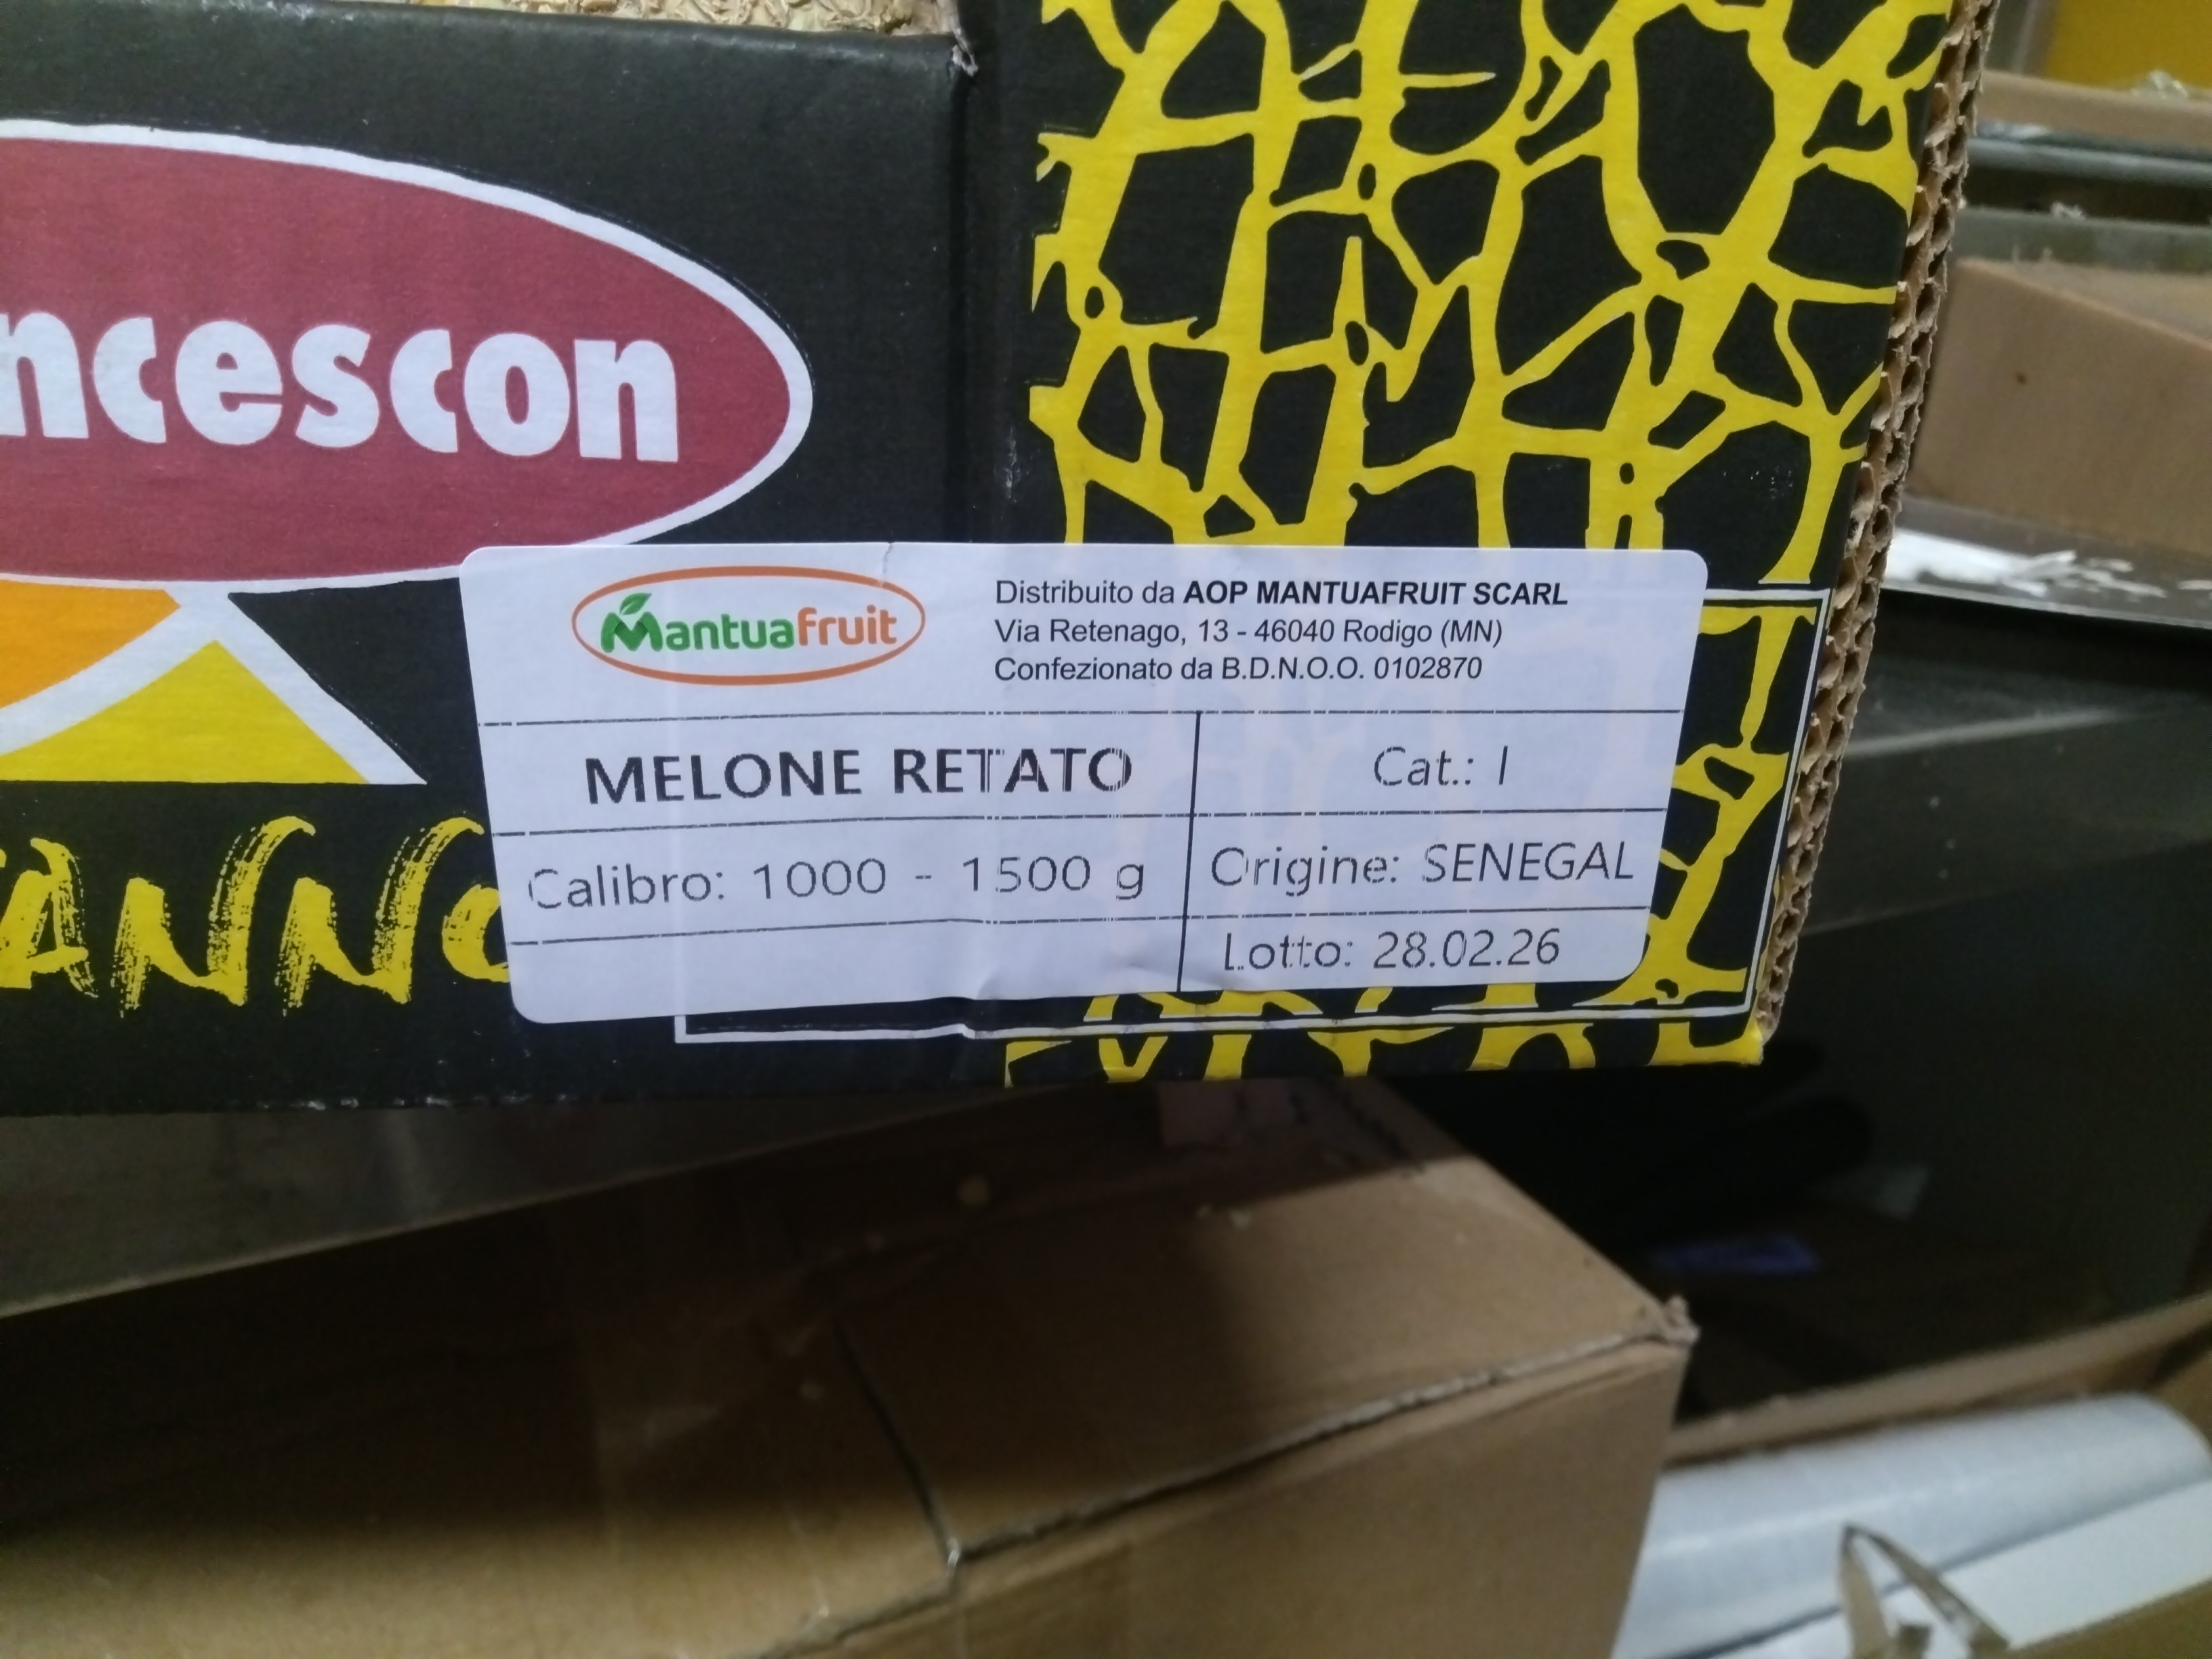 ncescon
Mantuafruit
Distribuito da AOP MANTUAFRUIT SCARL
Via Retenago, 13 - 46040 Rodigo (MN)
Confezionato da B.D.N.O.O. 0102870
MELONE RETATO
Cat.: I
Calibro: 1000 - 1500 g
Origine: SENEGAL
Lotto: 28.02.26